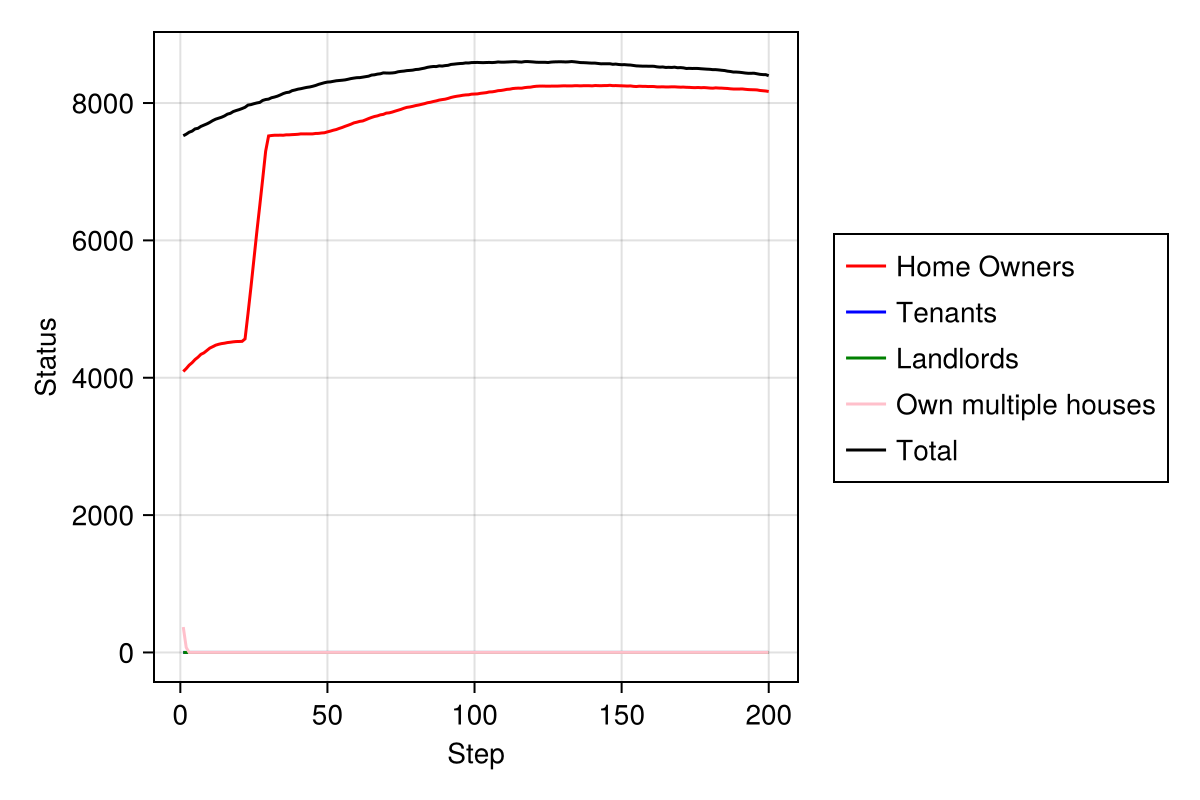 8000
6000
4000
2000
0
Status
0 50 100 150 200
Step
Home Owners
Tenants
Landlords
Own multiple houses
Total